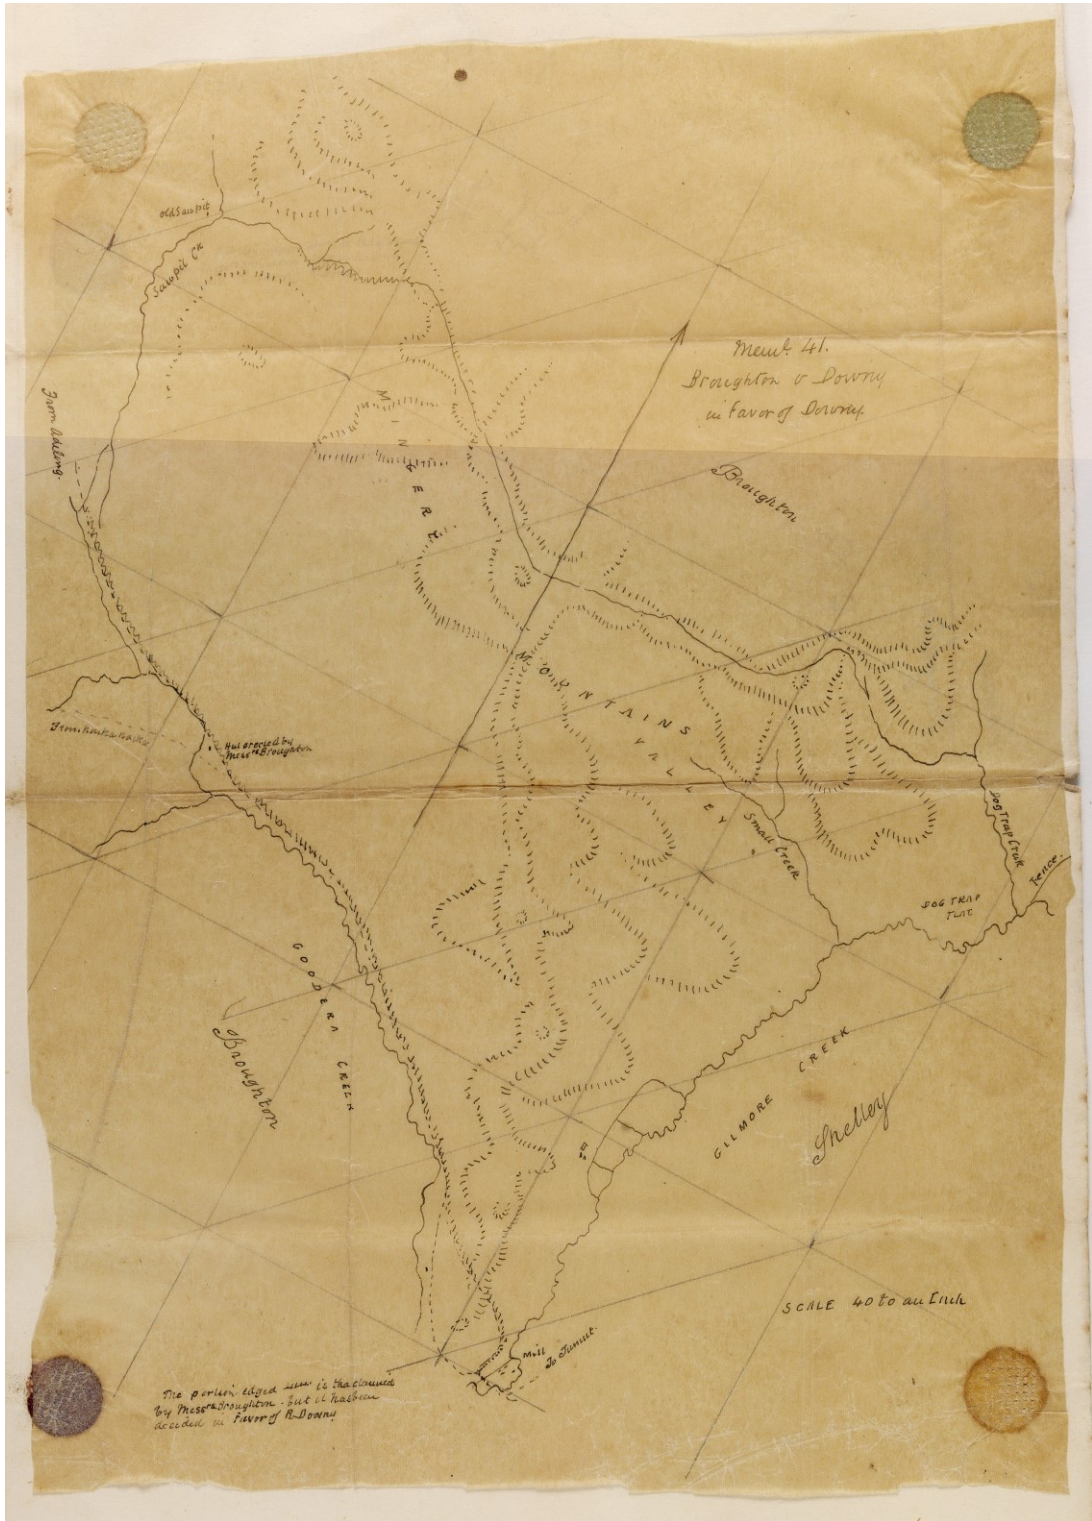 Old Sawpit
Sawpit Ck
From Adelong.
Memo. 41.
Broughton v Downy
in Favor of Downy
MINGERY
Broughton
MOUNTAINS
VALLEY
From
Hut erected by
Messrs Broughton
Small Creek
Dog Trap Creek
Fence.
DOG TRAP
FLAT
GOODERA CREEK
Broughton
GILMORE CREEK
Shelley
SCALE 40 to an Inch
Mill
To Tumut.
The portion edged is that claimed
by Messrs Broughton - but it has been
decided in Favor of R. Downy